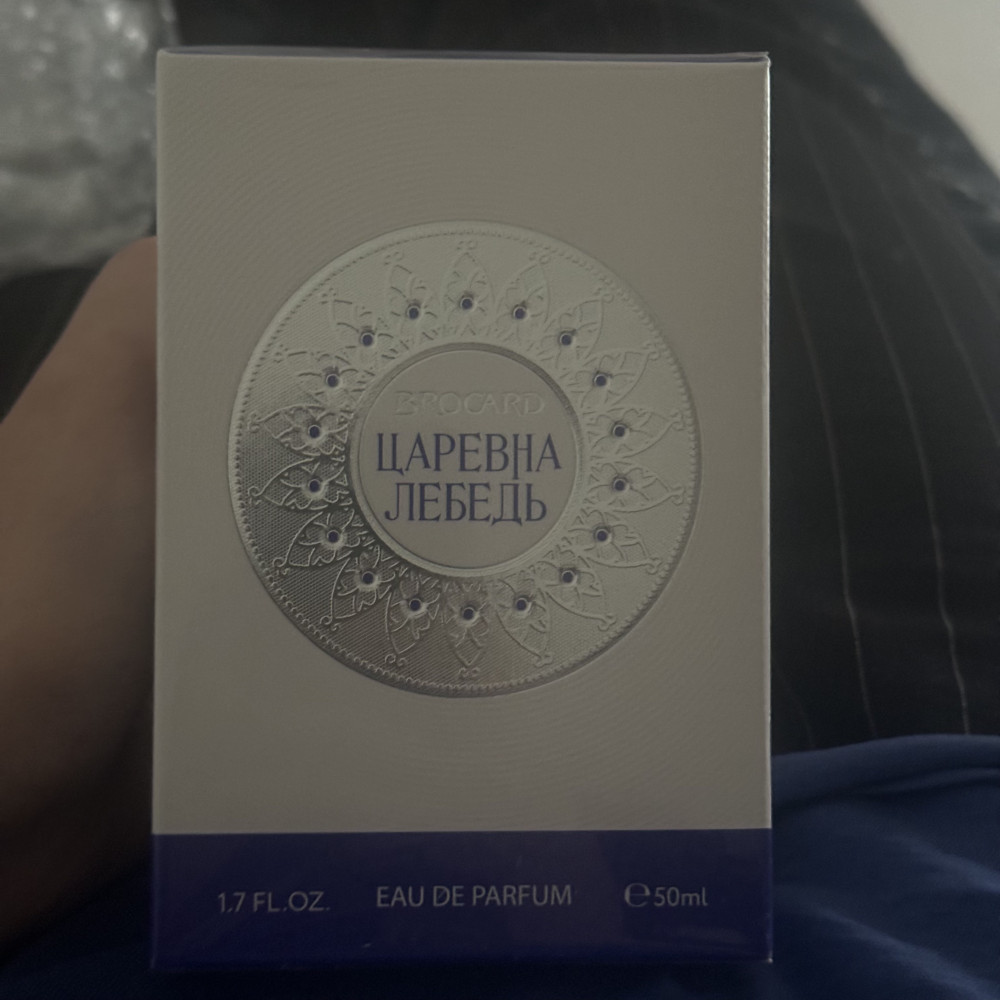 BROCARD
ЦАРЕВНА
ЛЕБЕДЬ
1.7 FL.OZ. EAU DE PARFUM ℮50ml